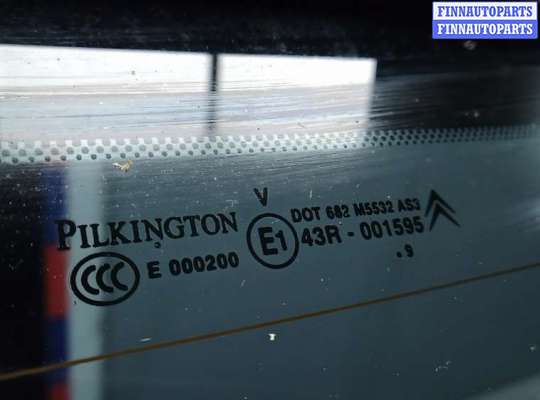 FINNAUTOPARTS
FINNAUTOPARTS
V
PILKINGTON
DOT 682 M5532 AS3
E1
43R - 001595
CCC
E 000200
.9